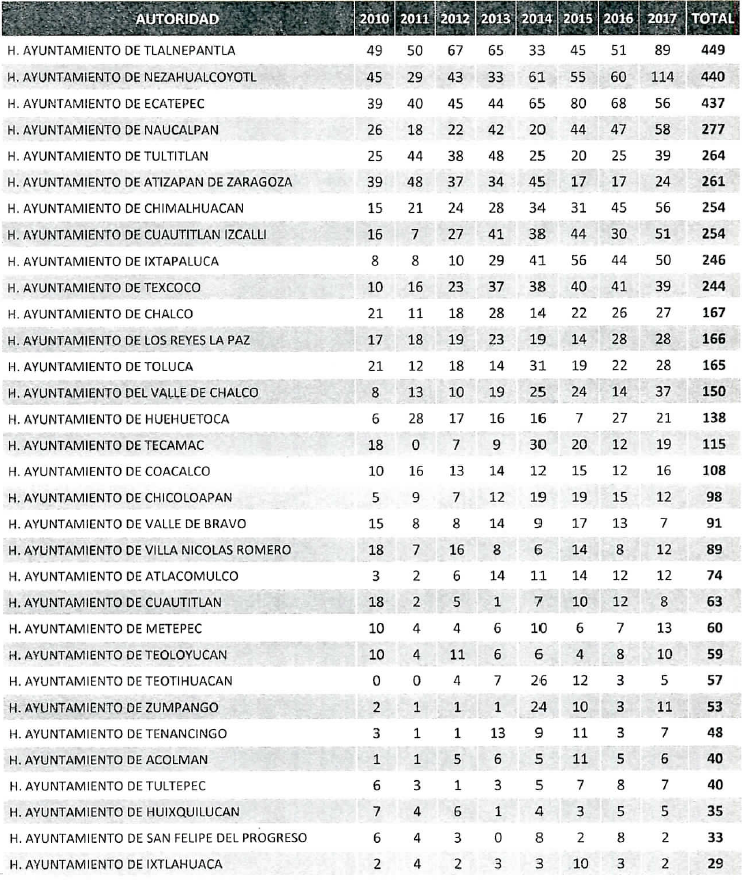 AUTORIDAD 2010 2011 2012 2013 2014 2015 2016 2017 TOTAL
H. AYUNTAMIENTO DE TLALNEPANTLA 49 50 67 65 33 45 51 89 449
H. AYUNTAMIENTO DE NEZAHUALCOYOTL 45 29 43 33 61 55 60 114 440
H. AYUNTAMIENTO DE ECATEPEC 39 40 45 44 65 80 68 56 437
H. AYUNTAMIENTO DE NAUCALPAN 26 18 22 42 20 44 47 58 277
H. AYUNTAMIENTO DE TULTITLAN 25 44 38 48 25 20 25 39 264
H. AYUNTAMIENTO DE ATIZAPAN DE ZARAGOZA 39 48 37 34 45 17 17 24 261
H. AYUNTAMIENTO DE CHIMALHUACAN 15 21 24 28 34 31 45 56 254
H. AYUNTAMIENTO DE CUAUTITLAN IZCALLI 16 7 27 41 38 44 30 51 254
H. AYUNTAMIENTO DE IXTAPALUCA 8 8 10 29 41 56 44 50 246
H. AYUNTAMIENTO DE TEXCOCO 10 16 23 37 38 40 41 39 244
H. AYUNTAMIENTO DE CHALCO 21 11 18 28 14 22 26 27 167
H. AYUNTAMIENTO DE LOS REYES LA PAZ 17 18 19 23 19 14 28 28 166
H. AYUNTAMIENTO DE TOLUCA 21 12 18 14 31 19 22 28 165
H. AYUNTAMIENTO DEL VALLE DE CHALCO 8 13 10 19 25 24 14 37 150
H. AYUNTAMIENTO DE HUEHUETOCA 6 28 17 16 16 7 27 21 138
H. AYUNTAMIENTO DE TECAMAC 18 0 7 9 30 20 12 19 115
H. AYUNTAMIENTO DE COACALCO 10 16 13 14 12 15 12 16 108
H. AYUNTAMIENTO DE CHICOLOAPAN 5 9 7 12 19 19 15 12 98
H. AYUNTAMIENTO DE VALLE DE BRAVO 15 8 8 14 9 17 13 7 91
H. AYUNTAMIENTO DE VILLA NICOLAS ROMERO 18 7 16 8 6 14 8 12 89
H. AYUNTAMIENTO DE ATLACOMULCO 3 2 6 14 11 14 12 12 74
H. AYUNTAMIENTO DE CUAUTITLAN 18 2 5 1 7 10 12 8 63
H. AYUNTAMIENTO DE METEPEC 10 4 4 6 10 6 7 13 60
H. AYUNTAMIENTO DE TEOLOYUCAN 10 4 11 6 6 4 8 10 59
H. AYUNTAMIENTO DE TEOTIHUACAN 0 0 4 7 26 12 3 5 57
H. AYUNTAMIENTO DE ZUMPANGO 2 1 1 1 24 10 3 11 53
H. AYUNTAMIENTO DE TENANCINGO 3 1 1 13 9 11 3 7 48
H. AYUNTAMIENTO DE ACOLMAN 1 1 5 6 5 11 5 6 40
H. AYUNTAMIENTO DE TULTEPEC 6 3 1 3 5 7 8 7 40
H. AYUNTAMIENTO DE HUIXQUILUCAN 7 4 6 1 4 3 5 5 35
H. AYUNTAMIENTO DE SAN FELIPE DEL PROGRESO 6 4 3 0 8 2 8 2 33
H. AYUNTAMIENTO DE IXTLAHUACA 2 4 2 3 3 10 3 2 29